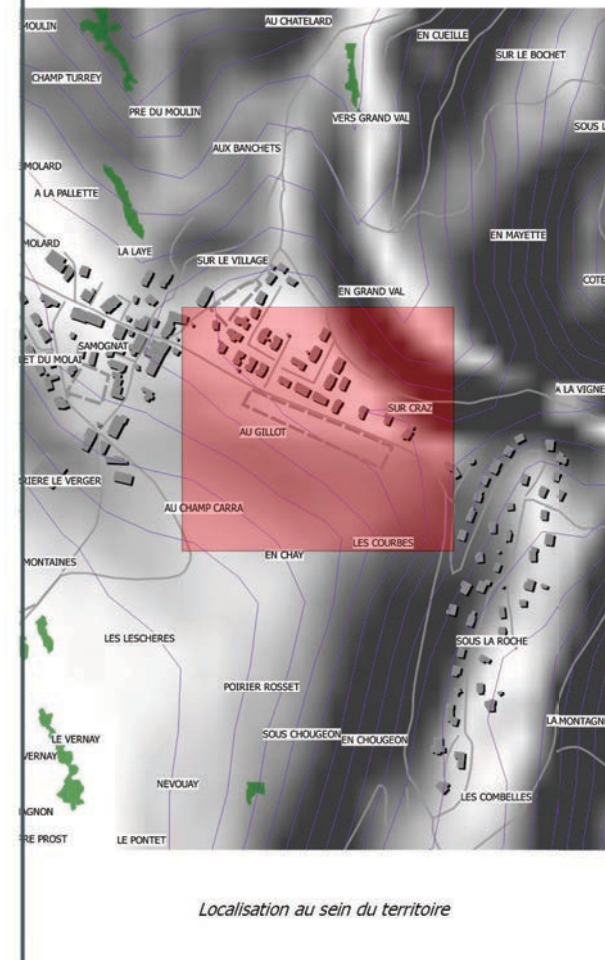 MOULIN
AU CHATELARD
EN CUEILLE
SUR LE BOCHET
CHAMP TURREY
PRE DU MOULIN
VERS GRAND VAL
SOUS L
AUX BANCHETS
MOLARD
A LA PALLETTE
EN MAYETTE
MOLARD
LA LAYE
SUR LE VILLAGE
COTE
EN GRAND VAL
SAMOGNAT
ET DU MOLAI
A LA VIGNE
SUR CRAZ
AU GILLOT
RIERE LE VERGER
AU CHAMP CARRA
LES COURBES
EN CHAY
MONTAINES
LES LESCHERES
SOUS LA ROCHE
POIRIER ROSSET
LA MONTAGN
SOUS CHOUGEON
EN CHOUGEON
LE VERNAY
VERNAY
NEVOUAY
LES COMBELLES
AGNON
RE PROST
LE PONTET
Localisation au sein du territoire